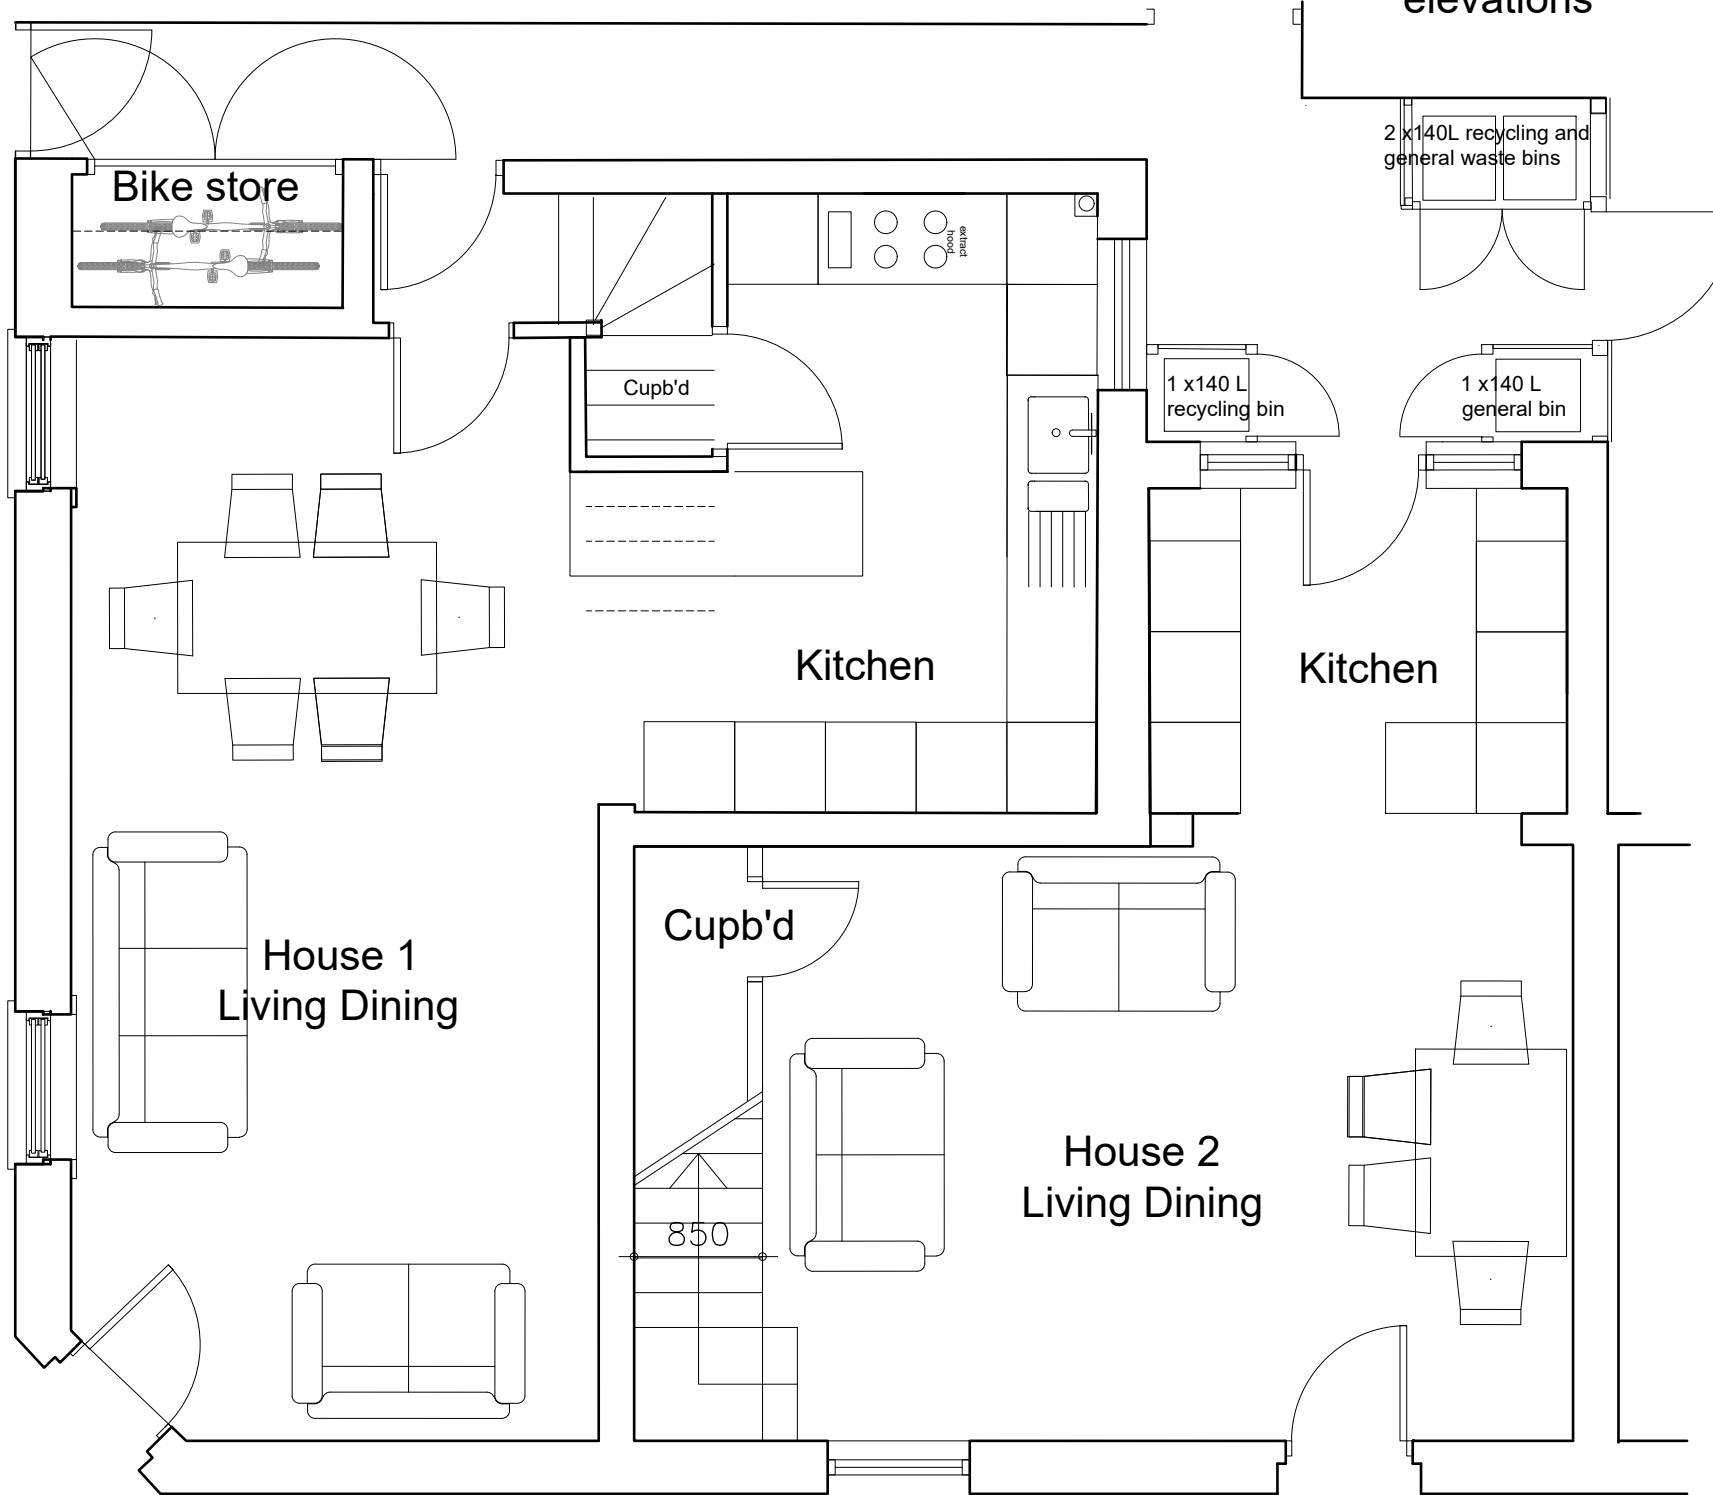 elevations
2 x140L recycling and
general waste bins
Bike store
extract
hood
Cupb'd
1 x140 L
recycling bin
1 x140 L
general bin
Kitchen
Kitchen
Cupb'd
House 1
Living Dining
House 2
Living Dining
850